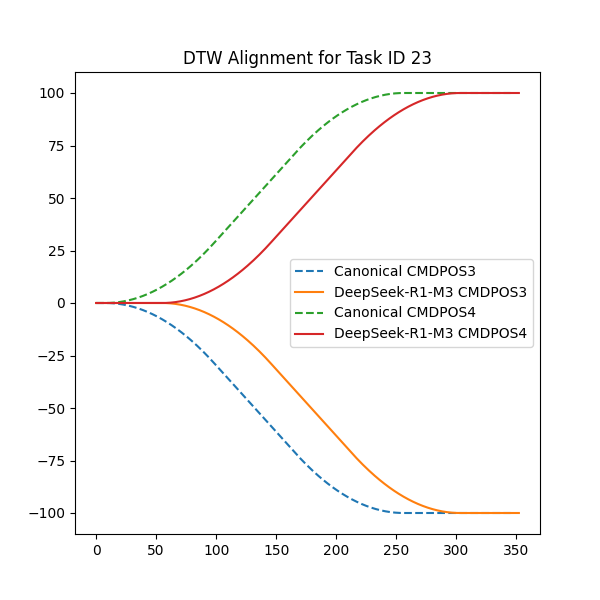 DTW Alignment for Task ID 23
100
75
50
25
0
−25
−50
−75
−100
Canonical CMDPOS3
DeepSeek-R1-M3 CMDPOS3
Canonical CMDPOS4
DeepSeek-R1-M3 CMDPOS4
0 50 100 150 200 250 300 350